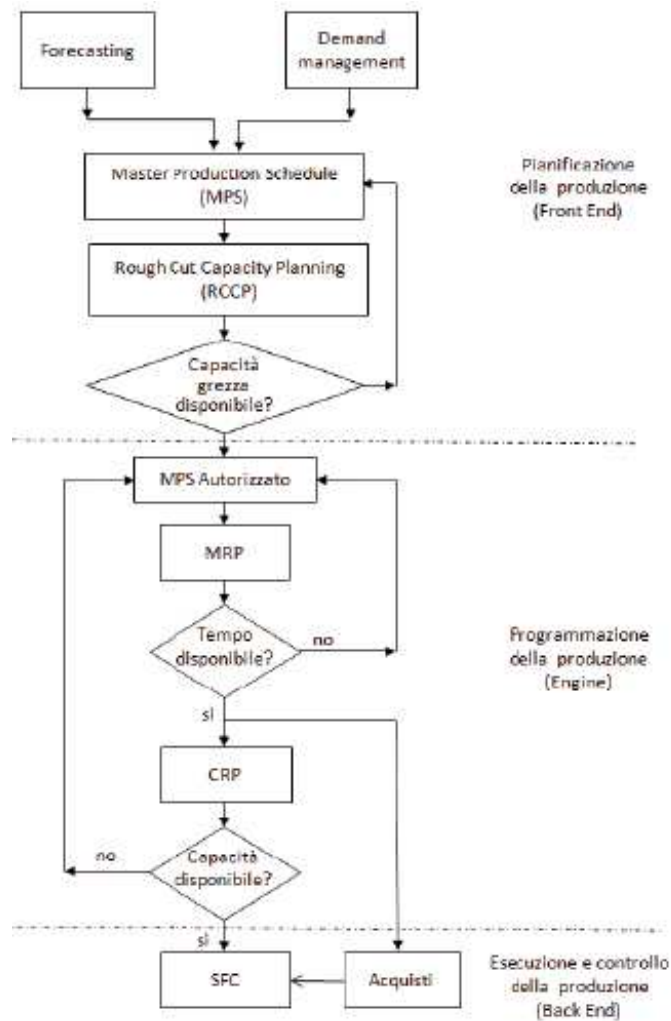 Forecasting
Demand
management
Master Production Schedule
(MPS)
Pianificazione
della produzione
(Front End)
Rough Cut Capacity Planning
(RCCP)
Capacità
grezza
disponibile?
MPS Autorizzato
MRP
Tempo
disponibile?
no
Programmazione
della produzione
(Engine)
sì
CRP
no
Capacità
disponibile?
sì
SFC
Acquisti
Esecuzione e controllo
della produzione
(Back End)